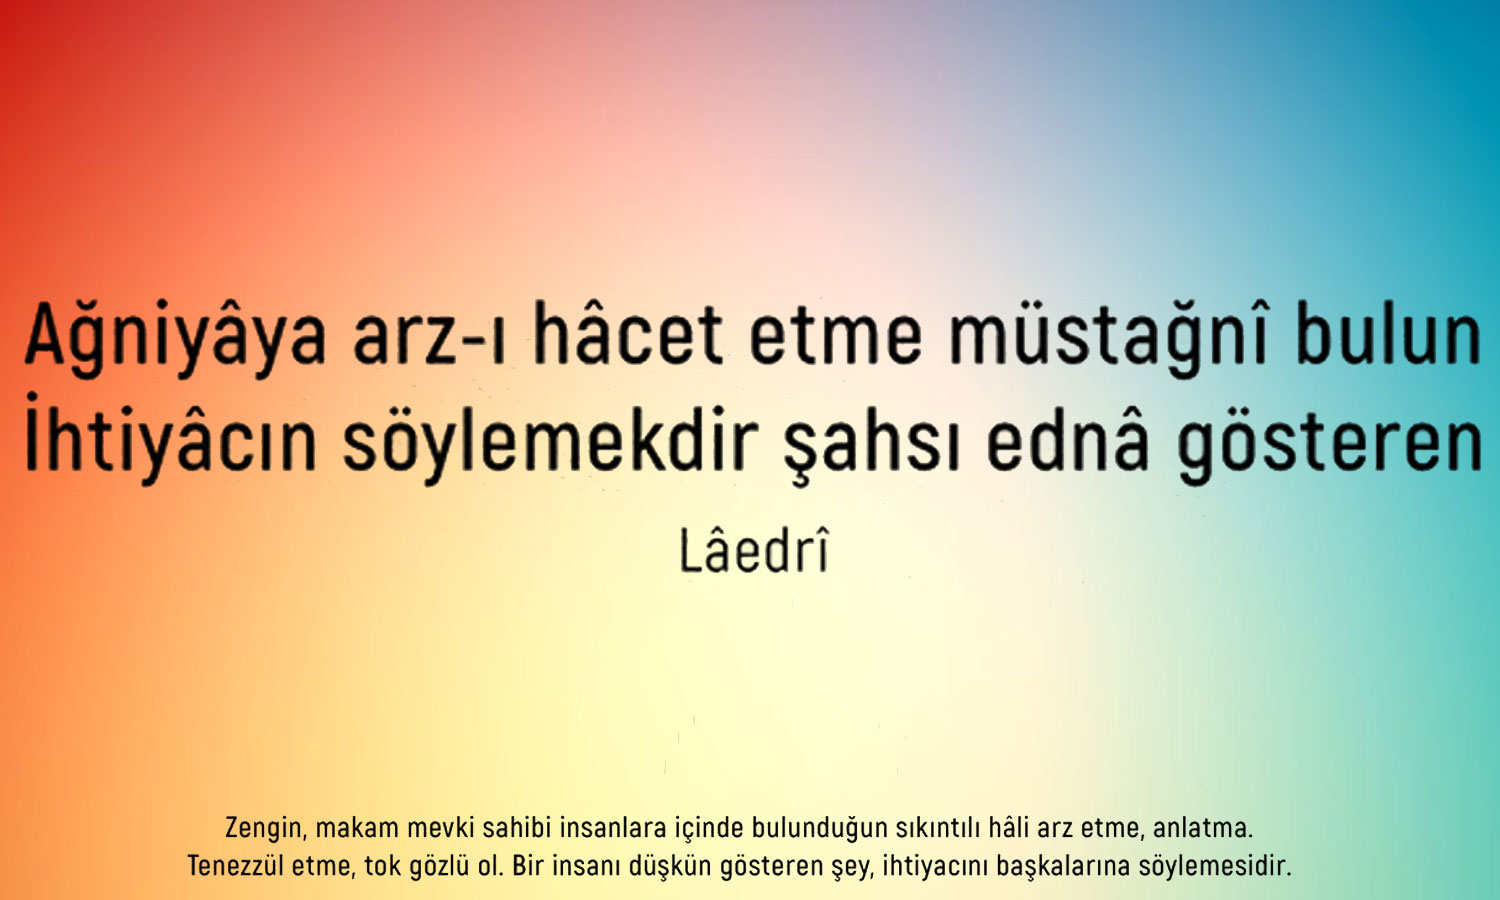 Ağniyâya arz-ı hâcet etme müstağnî bulun
İhtiyâcın söylemekdir şahsı ednâ gösteren
Lâedrî
Zengin, makam mevki sahibi insanlara içinde bulunduğun sıkıntılı hâli arz etme, anlatma.
Tenezzül etme, tok gözlü ol. Bir insanı düşkün gösteren şey, ihtiyacını başkalarına söylemesidir.